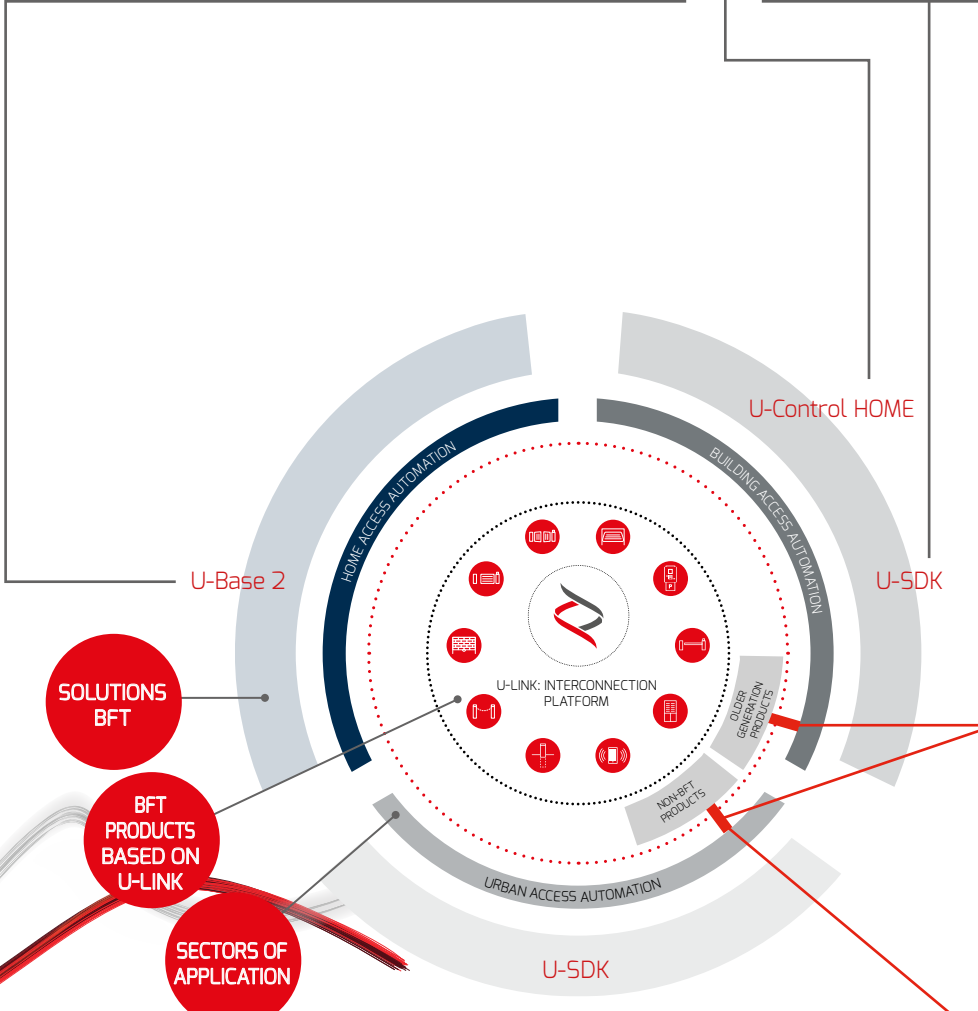 U-Control HOME
HOME ACCESS AUTOMATION
BUILDING ACCESS AUTOMATION
U-Base 2
U-SDK
P
U-LINK: INTERCONNECTION
PLATFORM
SOLUTIONS
BFT
OLDER
GENERATION
PRODUCTS
NON-BFT
PRODUCTS
BFT
PRODUCTS
BASED ON
U-LINK
URBAN ACCESS AUTOMATION
SECTORS OF
APPLICATION
U-SDK